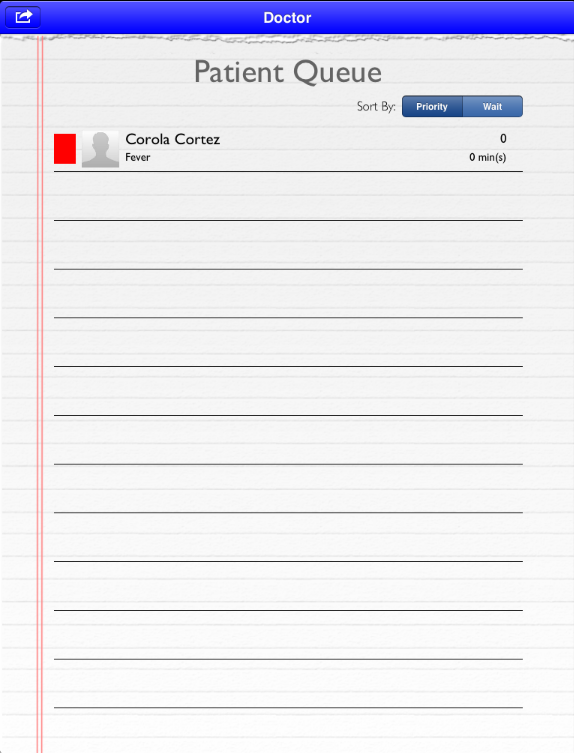 Doctor
Patient Queue
Sort By: Priority Wait
Corola Cortez 0
Fever 0 min(s)